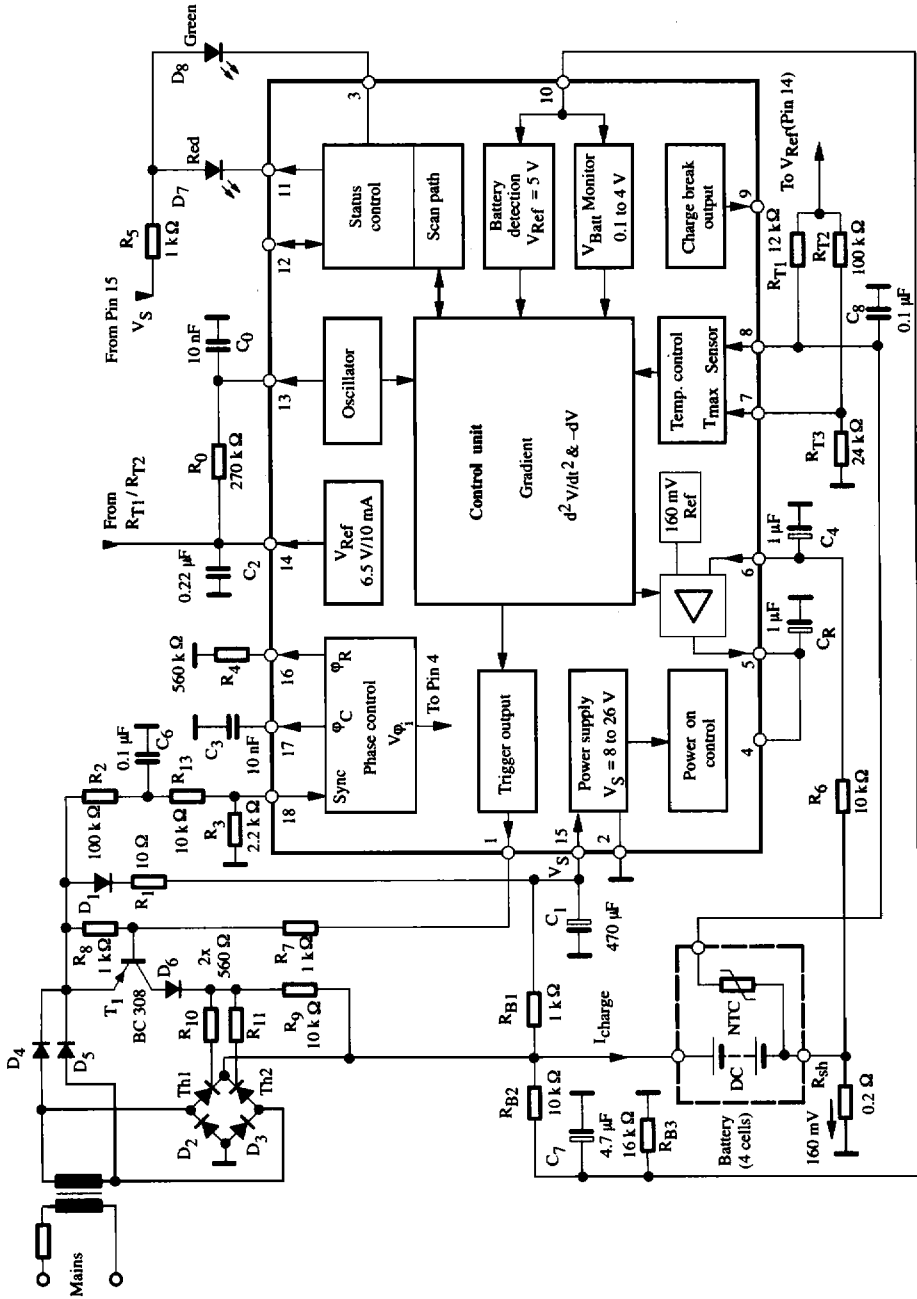 Mains
D4
D5
Th1
Th2
D2
D3
T1
BC 308
R8
1 kΩ
D6
2x
560 Ω
R10
R11
R9
10 kΩ
R7
1 kΩ
D1
R1
10 Ω
R2
100 kΩ
0.1 µF
C6
R13
10 kΩ
R3
2.2 kΩ
C3
10 nF
560 kΩ
R4
0.22 µF
C2
From
RT1 / RT2
R0
270 kΩ
10 nF
C0
From Pin 15
VS
R5
1 kΩ
D7
Red
D8
Green
18
17
16
14
13
12
11
3
Sync
φC
φR
Phase control
Vφi
To Pin 4
VRef
6.5 V/10 mA
Oscillator
Status
control
Scan path
Trigger output
1
Control unit
Gradient
d2V/dt2 & -dV
Battery
detection
VRef = 5 V
10
VBatt Monitor
0.1 to 4 V
Power supply
VS = 8 to 26 V
VS
15
2
Power on
control
160 mV
Ref
Temp. control
Tmax Sensor
Charge break
output
4
5
6
7
8
9
C1
470 µF
RB1
1 kΩ
RB2
10 kΩ
Icharge
C7
4.7 µF
16 kΩ
RB3
Battery
(4 cells)
DC
NTC
Rsh
160 mV
0.2 Ω
R6
10 kΩ
CR
1 µF
1 µF
C4
RT3
24 kΩ
RT1
12 kΩ
RT2
100 kΩ
To VRef (Pin 14)
C8
0.1 µF